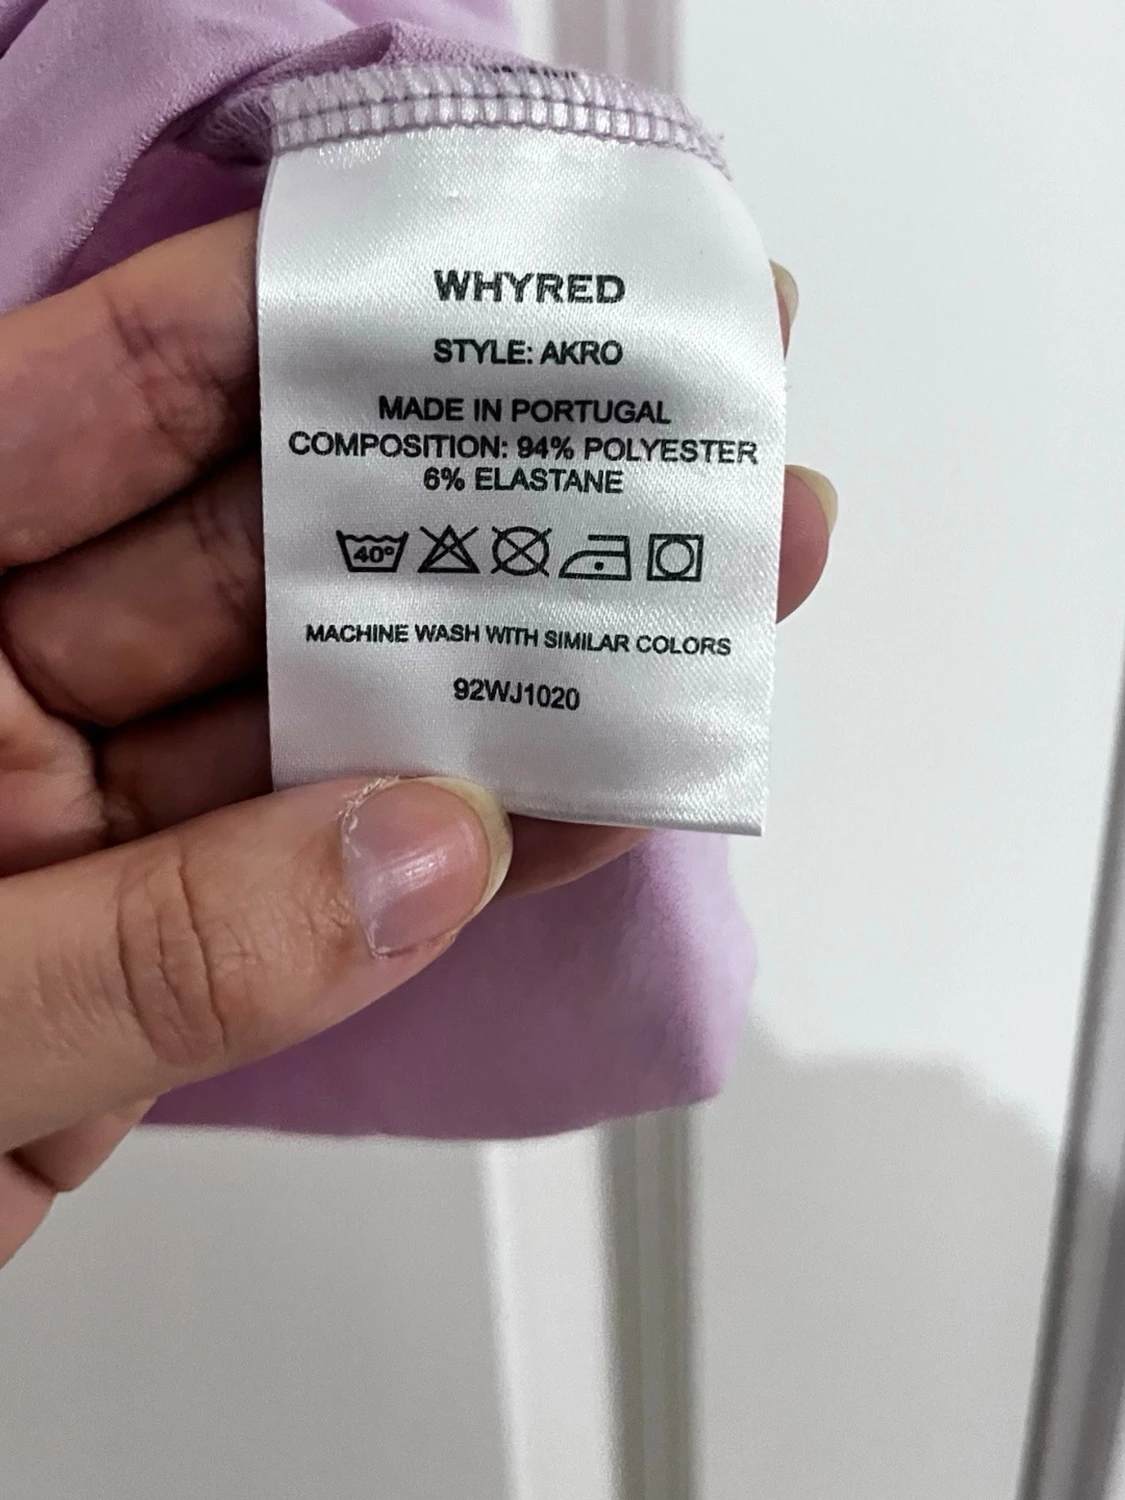 WHYRED
STYLE: AKRO
MADE IN PORTUGAL
COMPOSITION: 94% POLYESTER
6% ELASTANE
40°
MACHINE WASH WITH SIMILAR COLORS
92WJ1020